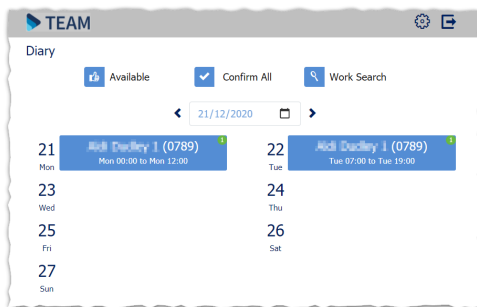 TEAM
Diary
Available
Confirm All
Work Search
21/12/2020
21 Mon
(0789) 1
Mon 00:00 to Mon 12:00
22 Tue
(0789) 1
Tue 07:00 to Tue 19:00
23 Wed
24 Thu
25 Fri
26 Sat
27 Sun